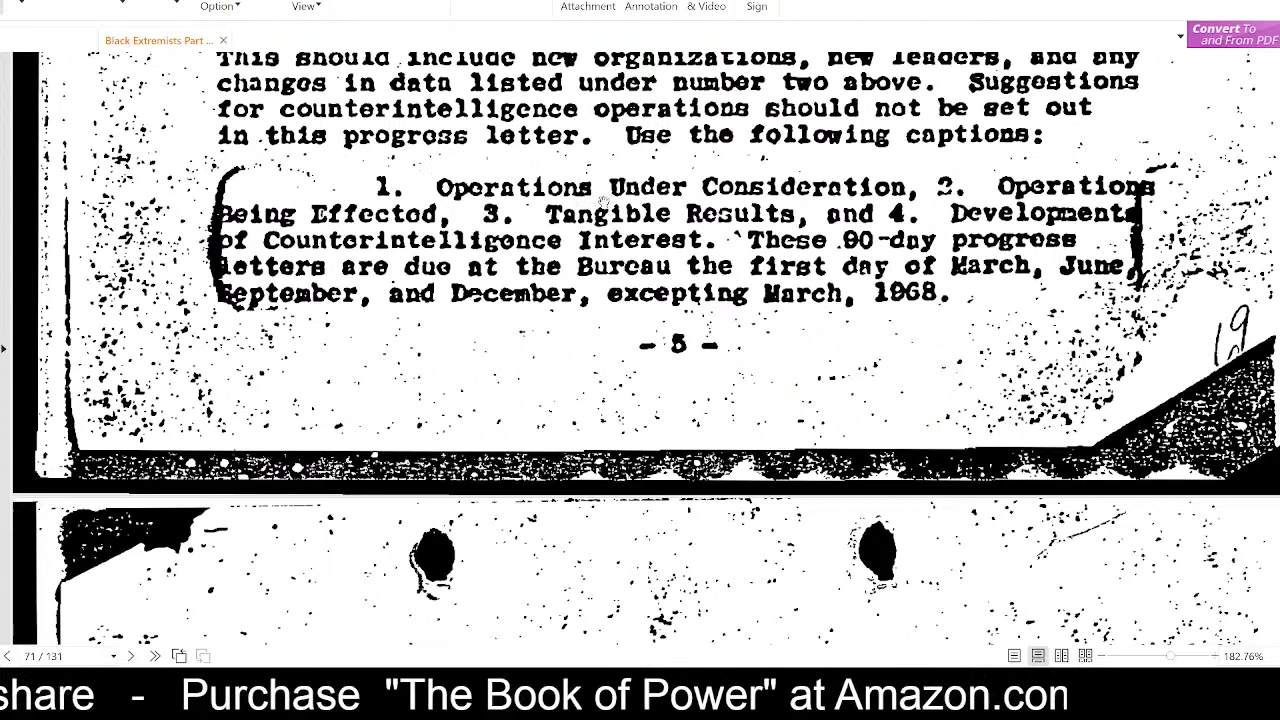 Option
View
Attachment Annotation & Video Sign
Black Extremists Part ...
Convert To
and From PDF
This should include new organizations, new leaders, and any
changes in data listed under number two above. Suggestions
for counterintelligence operations should not be set out
in this progress letter. Use the following captions:
1. Operations Under Consideration, 2. Operations
Being Effected, 3. Tangible Results, and 4. Developments
of Counterintelligence Interest. These 90-day progress
letters are due at the Bureau the first day of March, June,
September, and December, excepting March, 1968.
- 5 -
19
71 / 131
182.76%
share - Purchase "The Book of Power" at Amazon.con